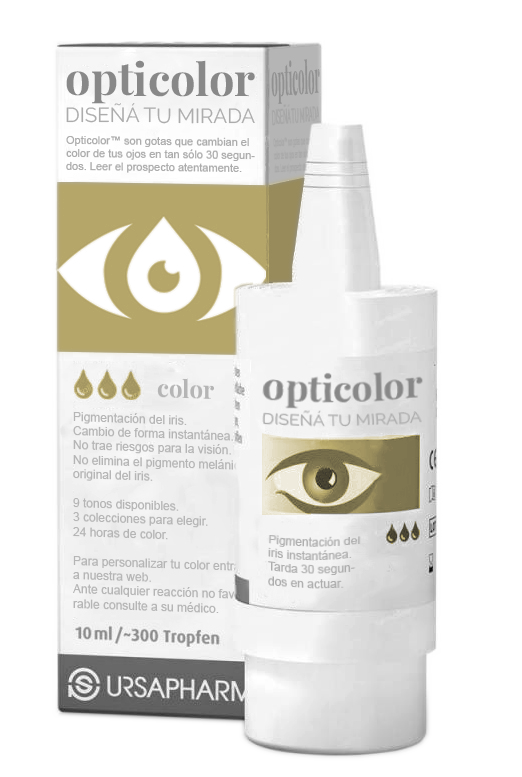 opticolor
DISEÑÁ TU MIRADA
Opticolor™ son gotas que cambian el
color de tus ojos en tan sólo 30 segun-
dos. Leer el prospecto atentamente.
color
Pigmentación del iris.
Cambio de forma instantánea.
No trae riesgos para la visión.
No elimina el pigmento
original del iris.
9 tonos disponibles.
3 colecciones para elegir.
24 horas de color.
Para personalizar tu color
a nuestra web.
Ante cualquier reacción no
rable consulte a su médico.
10 ml /~300 Tropfen
URSAPHARM
opticolor
DISEÑÁ TU MIRADA
opticolor
DISEÑÁ TU MIRADA
Pigmentación del
iris instantánea.
Tarda 30 segun-
dos en actuar.
CE